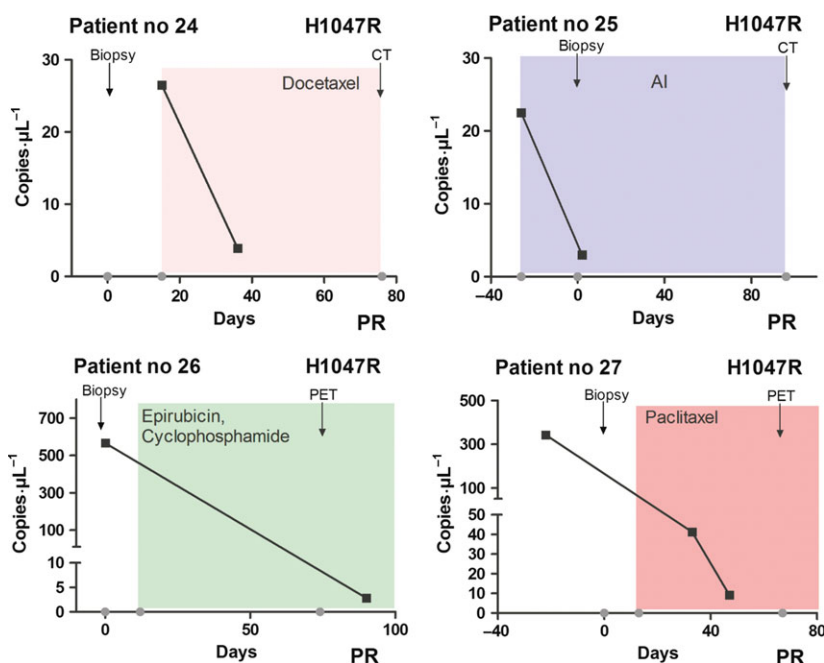 Patient no 24 H1047R
Biopsy CT
Docetaxel
Copies·µL⁻¹
30
20
10
0
0 20 40 60 80
Days PR
Patient no 25 H1047R
Biopsy CT
AI
Copies·µL⁻¹
30
20
10
0
−40 0 40 80
Days PR
Patient no 26 H1047R
Biopsy PET
Epirubicin,
Cyclophosphamide
Copies·µL⁻¹
700
500
300
100
10
5
0
0 50 100
Days PR
Patient no 27 H1047R
Biopsy PET
Paclitaxel
Copies·µL⁻¹
500
300
100
50
40
30
20
10
0
−40 0 40 80
Days PR